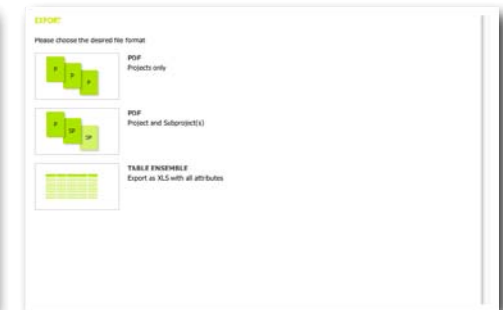 EXPORT
Please choose the desired file format
P P P
PDF
Projects only
P SP SP
PDF
Project and Subproject(s)
TABLE ENSEMBLE
Export as XLS with all attributes